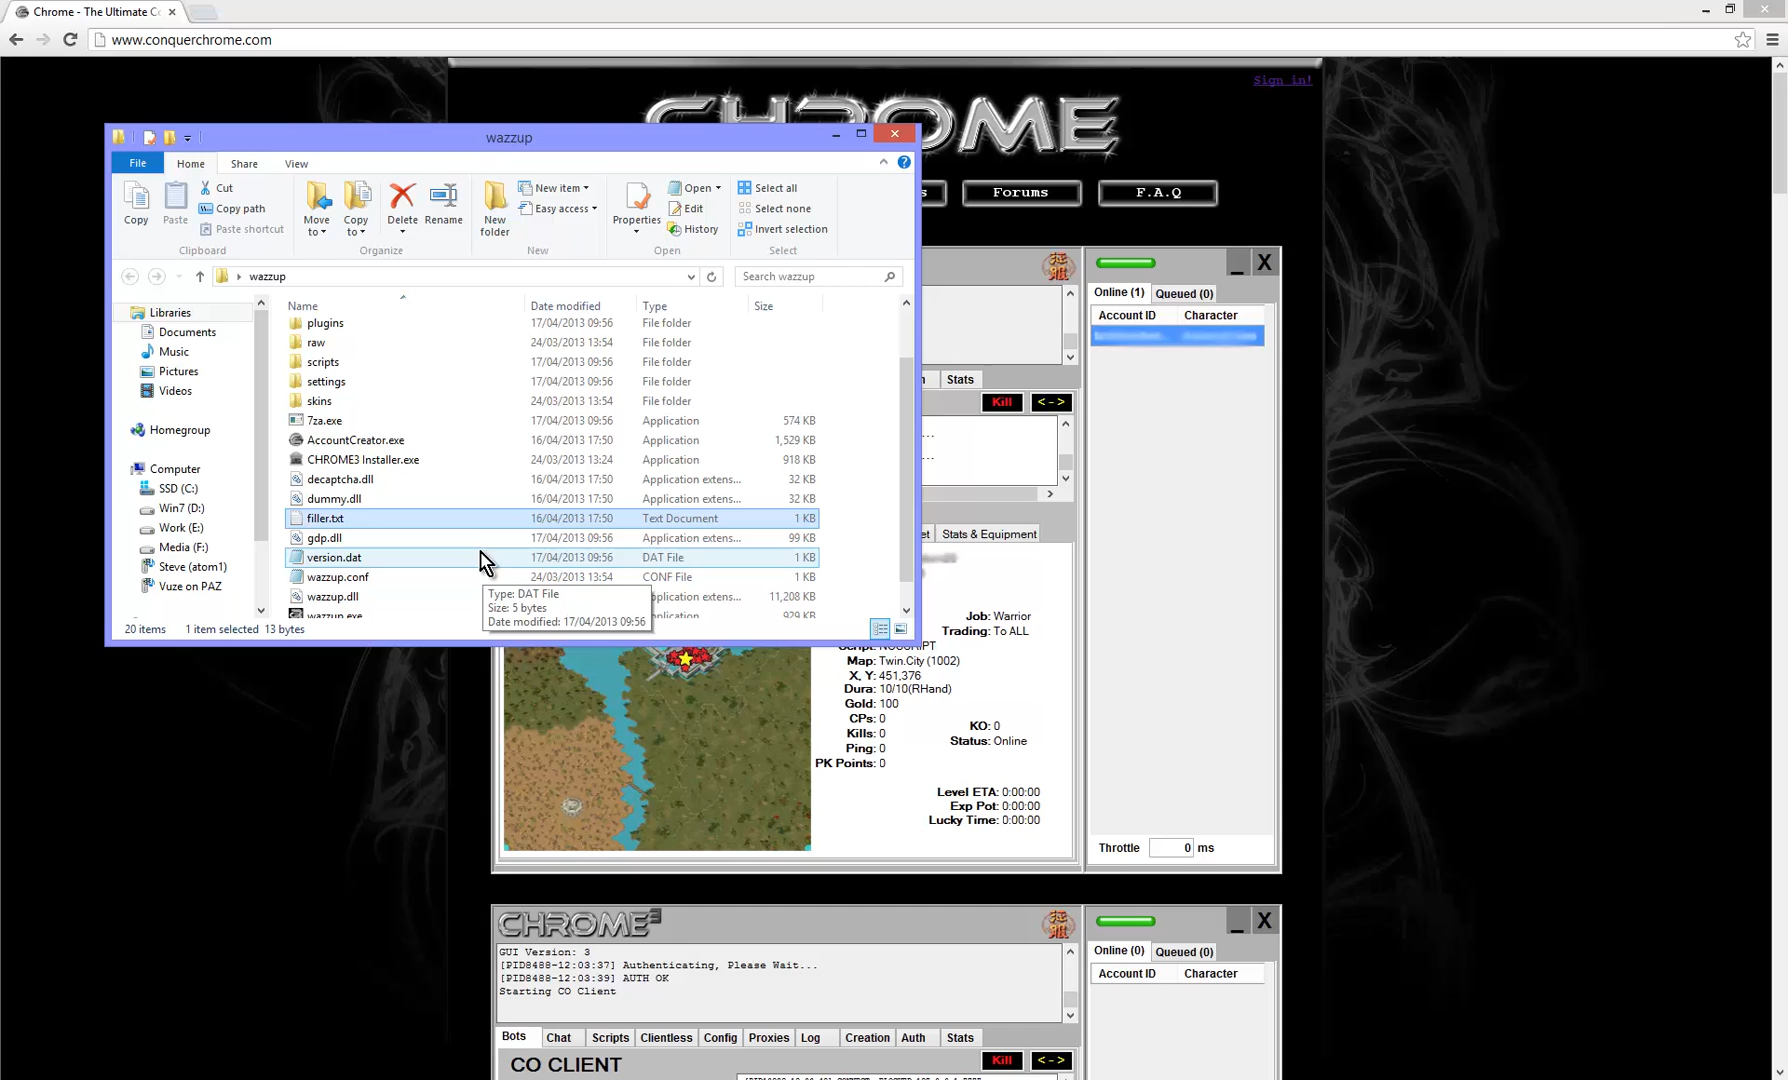 Chrome - The Ultimate C
www.conquerchrome.com
Sign in!
CHROME
Forums
F.A.Q
wazzup
File Home Share View
Copy
Paste
Cut
Copy path
Paste shortcut
Clipboard
Move to
Copy to
Delete
Rename
Organize
New folder
New item
Easy access
New
Properties
Open
Edit
History
Open
Select all
Select none
Invert selection
Select
wazzup
Search wazzup
Libraries
Documents
Music
Pictures
Videos
Homegroup
Computer
SSD (C:)
Win7 (D:)
Work (E:)
Media (F:)
Steve (atom1)
Vuze on PAZ
Name Date modified Type Size
plugins 17/04/2013 09:56 File folder
raw 24/03/2013 13:54 File folder
scripts 17/04/2013 09:56 File folder
settings 17/04/2013 09:56 File folder
skins 24/03/2013 13:54 File folder
7za.exe 17/04/2013 09:56 Application 574 KB
AccountCreator.exe 16/04/2013 17:50 Application 1,529 KB
CHROME3 Installer.exe 24/03/2013 13:24 Application 918 KB
decaptcha.dll 16/04/2013 17:50 Application extens... 32 KB
dummy.dll 16/04/2013 17:50 Application extens... 32 KB
filler.txt 16/04/2013 17:50 Text Document 1 KB
gdp.dll 17/04/2013 09:56 Application extens... 99 KB
version.dat 17/04/2013 09:56 DAT File 1 KB
wazzup.conf 24/03/2013 13:54 CONF File 1 KB
wazzup.dll pplication extens... 11,208 KB
wazzup.exe pplication 929 KB
Type: DAT File
Size: 5 bytes
Date modified: 17/04/2013 09:56
20 items 1 item selected 13 bytes
Online (1) Queued (0)
Account ID Character
Stats
Kill <->
Stats & Equipment
Job: Warrior
Trading: To ALL
Script: NOSCRIPT
Map: Twin.City (1002)
X, Y: 451,376
Dura: 10/10(RHand)
Gold: 100
CPs: 0
KO: 0
Kills: 0
Status: Online
Ping: 0
PK Points: 0
Level ETA: 0:00:00
Exp Pot: 0:00:00
Lucky Time: 0:00:00
Throttle 0 ms
CHROME3
GUI Version: 3
[PID8488-12:03:37] Authenticating, Please Wait...
[PID8488-12:03:39] AUTH OK
Starting CO Client
Online (0) Queued (0)
Account ID Character
Bots Chat Scripts Clientless Config Proxies Log Creation Auth Stats
CO CLIENT
Kill <->